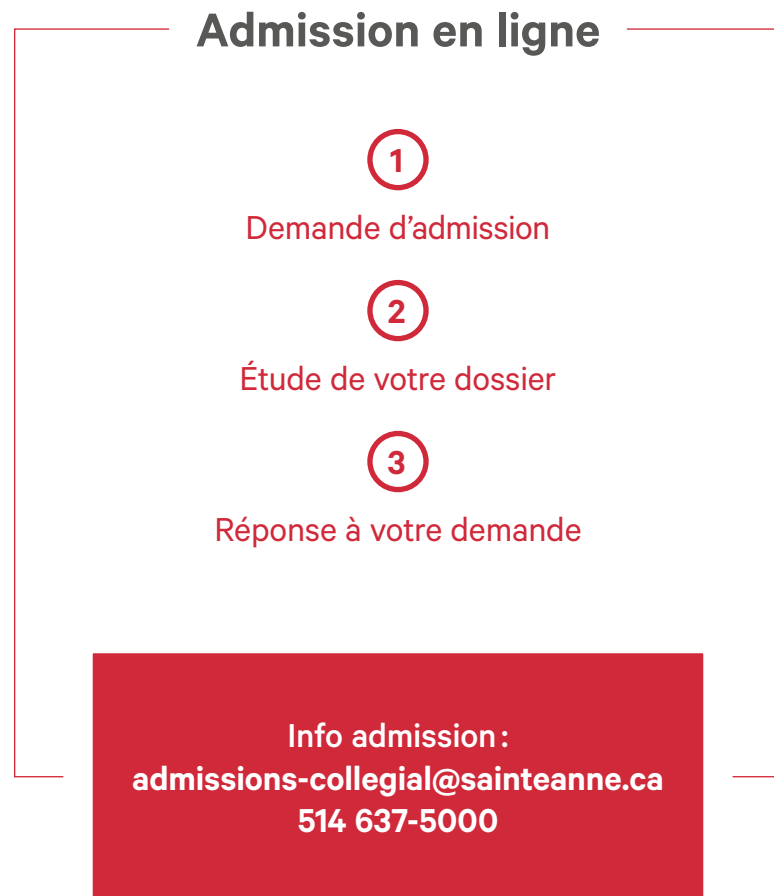 Admission en ligne
1
Demande d’admission
2
Étude de votre dossier
3
Réponse à votre demande
Info admission :
admissions-collegial@sainteanne.ca
514 637-5000